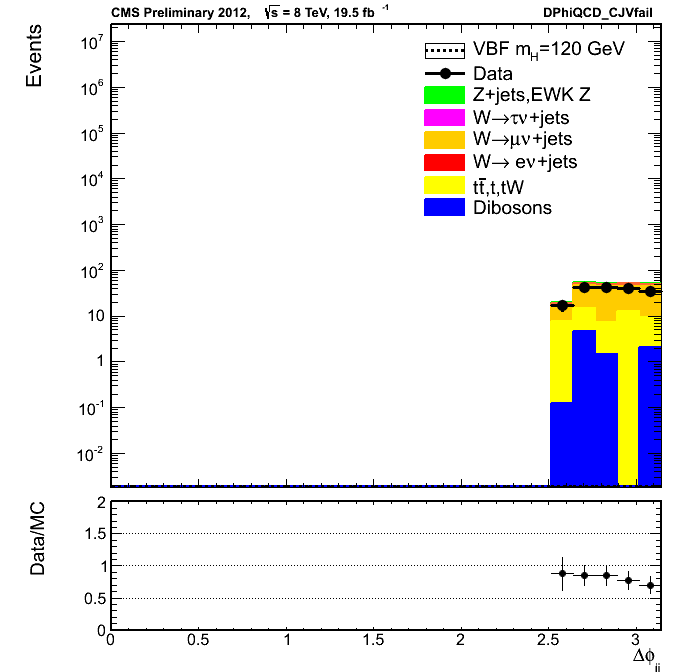 CMS Preliminary 2012, √s = 8 TeV, 19.5 fb⁻¹ DPhiQCD_CJVfail
Events
10⁷
10⁶
10⁵
10⁴
10³
10²
10
1
10⁻¹
10⁻²
VBF m_H=120 GeV
Data
Z+jets,EWK Z
W→τν+jets
W→μν+jets
W→ eν+jets
tt̄,t,tW
Dibosons
Data/MC
2
1.5
1
0.5
0
0 0.5 1 1.5 2 2.5 3
Δϕ_jj